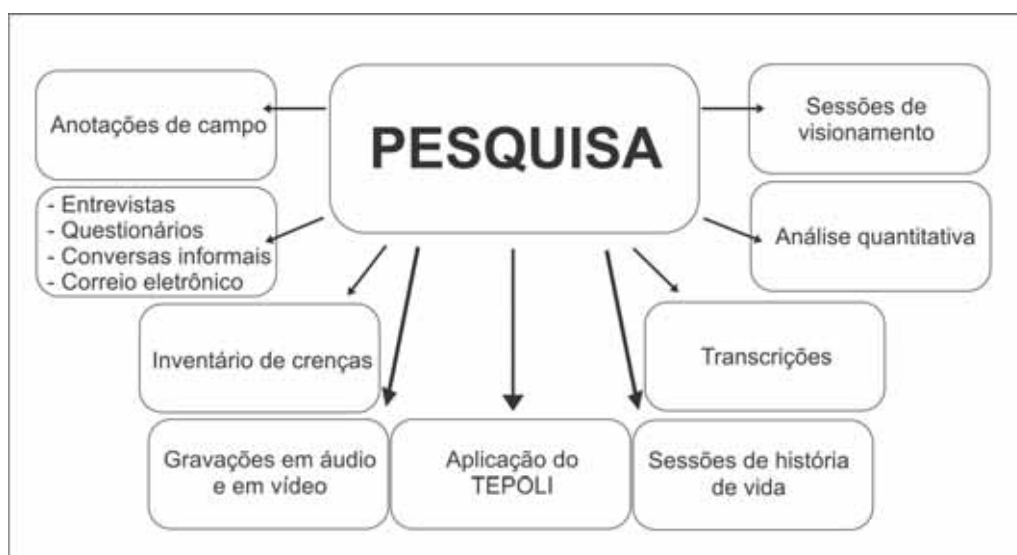 PESQUISA
Anotações de campo
- Entrevistas
- Questionários
- Conversas informais
- Correio eletrônico
Inventário de crenças
Gravações em áudio
e em vídeo
Aplicação do
TEPOLI
Sessões de história
de vida
Transcrições
Análise quantitativa
Sessões de
visionamento